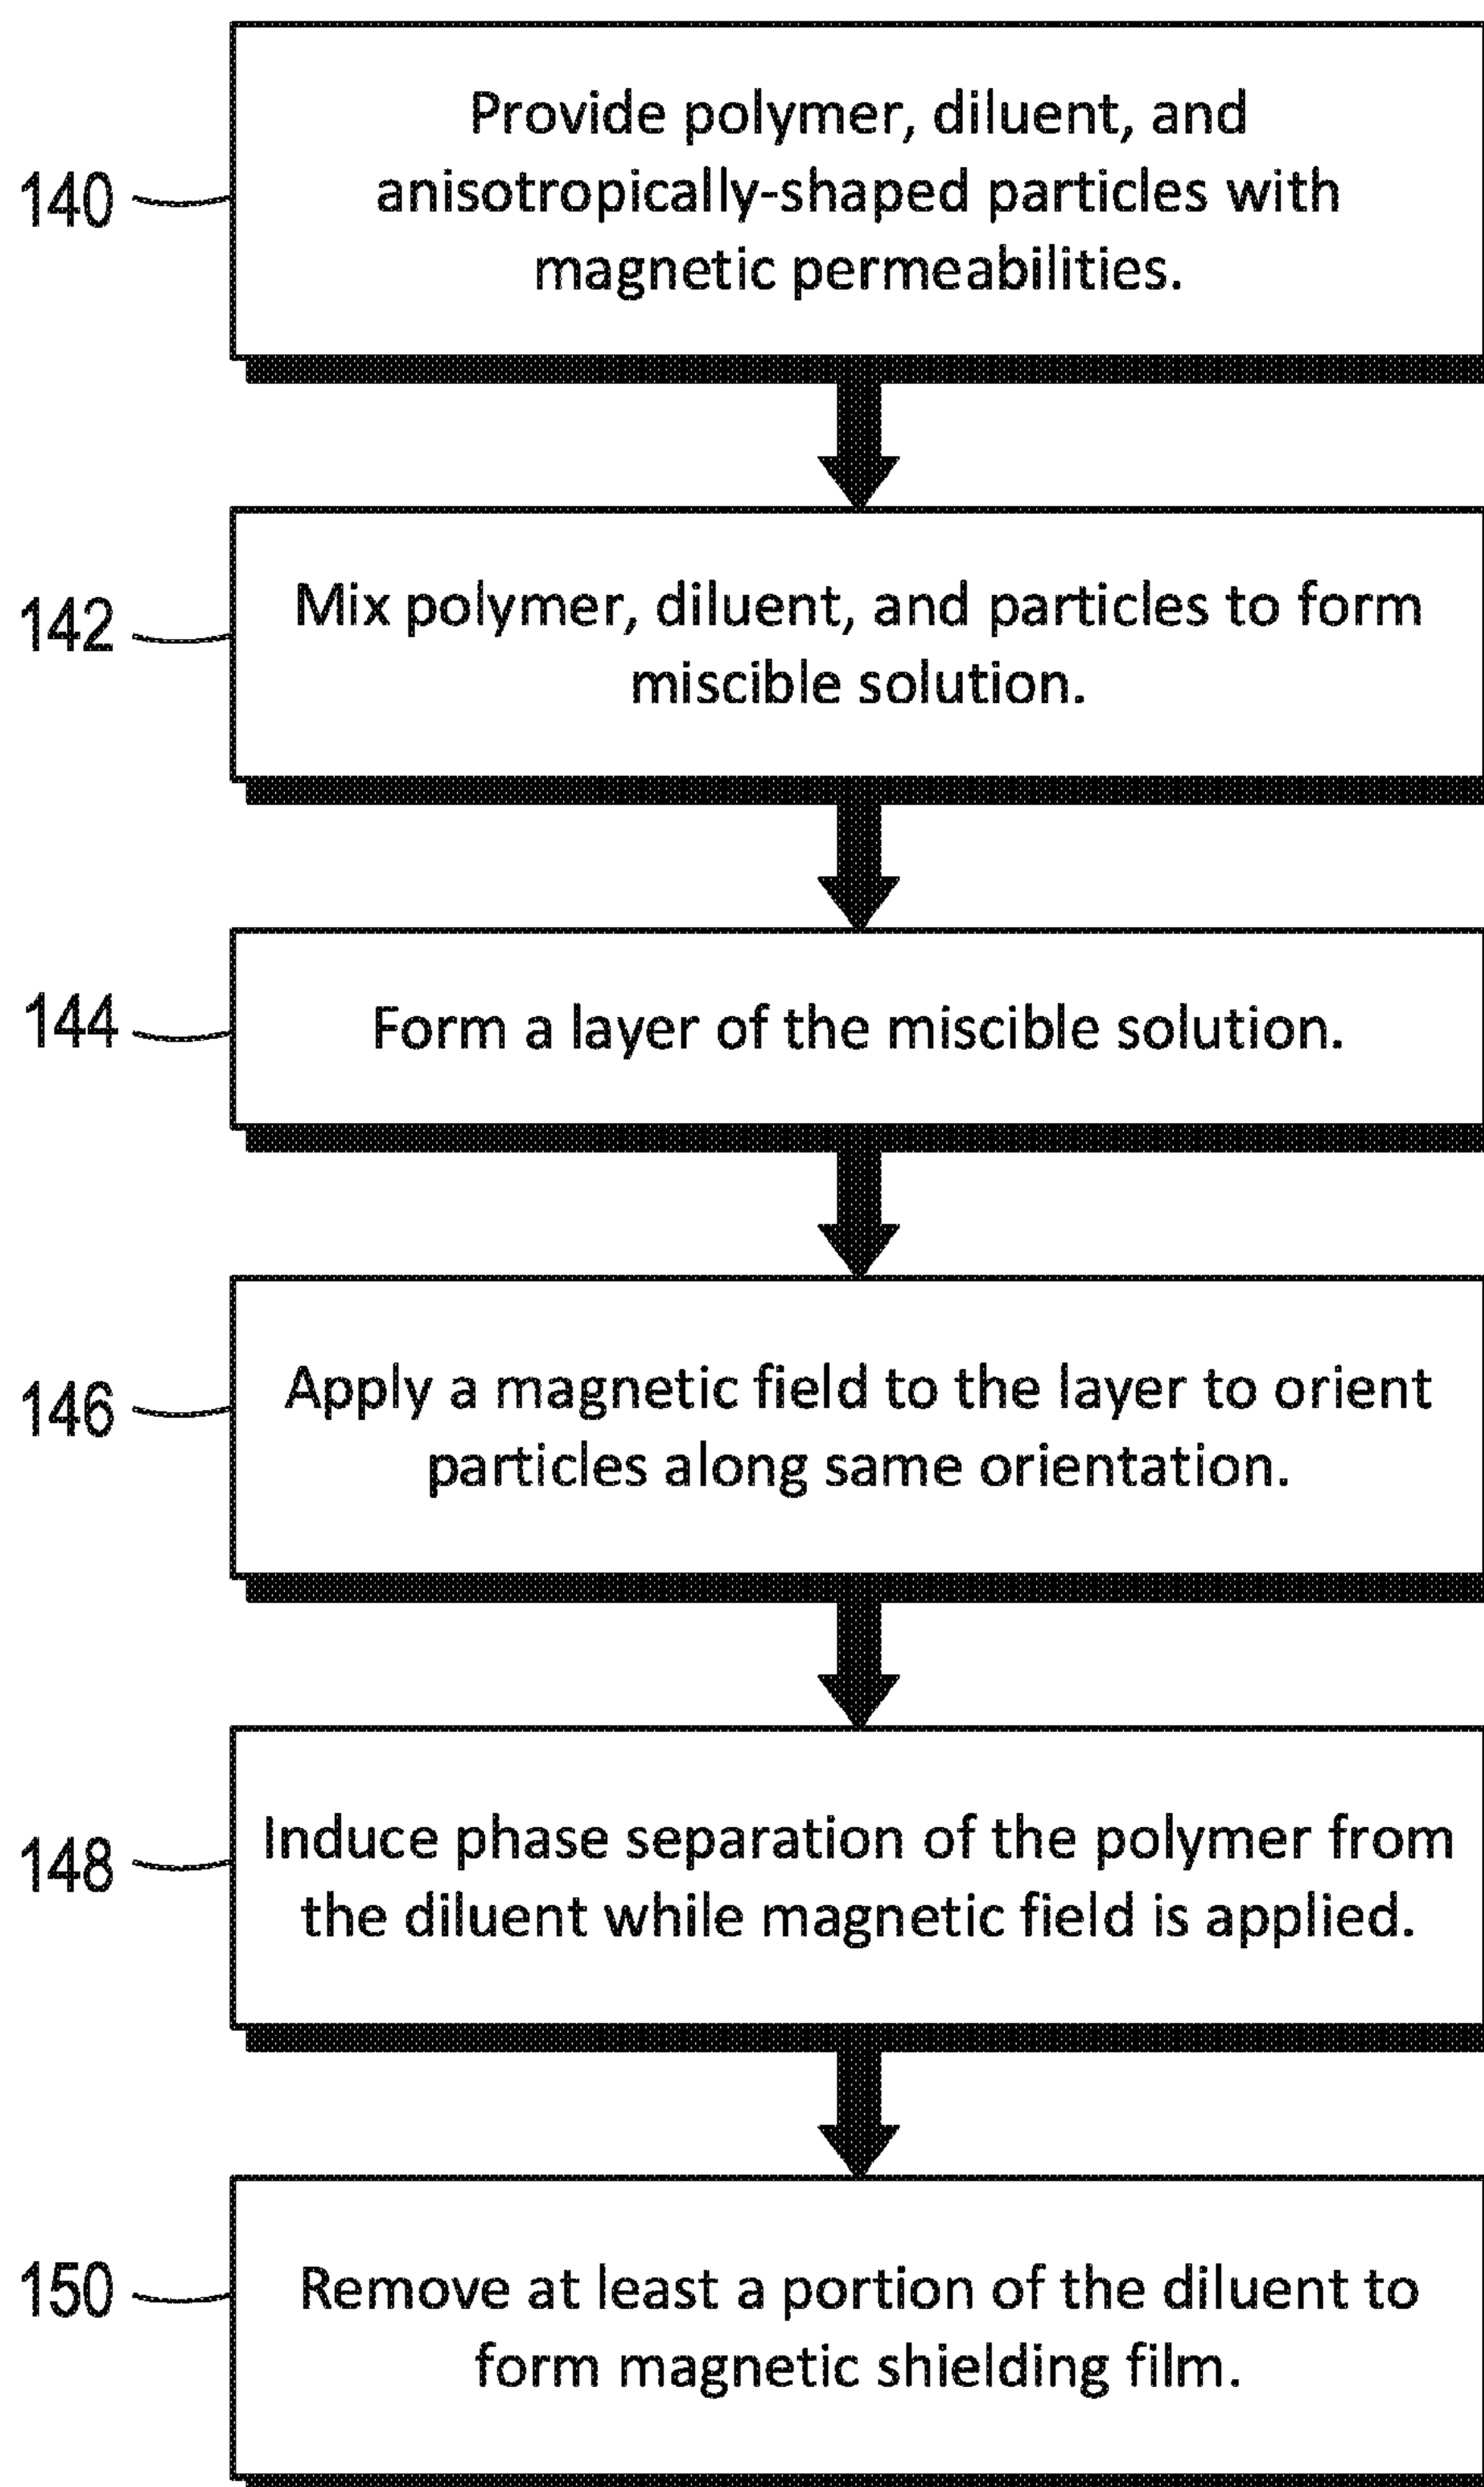 140
Provide polymer, diluent, and
anisotropically-shaped particles with
magnetic permeabilities.
142
Mix polymer, diluent, and particles to form
miscible solution.
144
Form a layer of the miscible solution.
146
Apply a magnetic field to the layer to orient
particles along same orientation.
148
Induce phase separation of the polymer from
the diluent while magnetic field is applied.
150
Remove at least a portion of the diluent to
form magnetic shielding film.